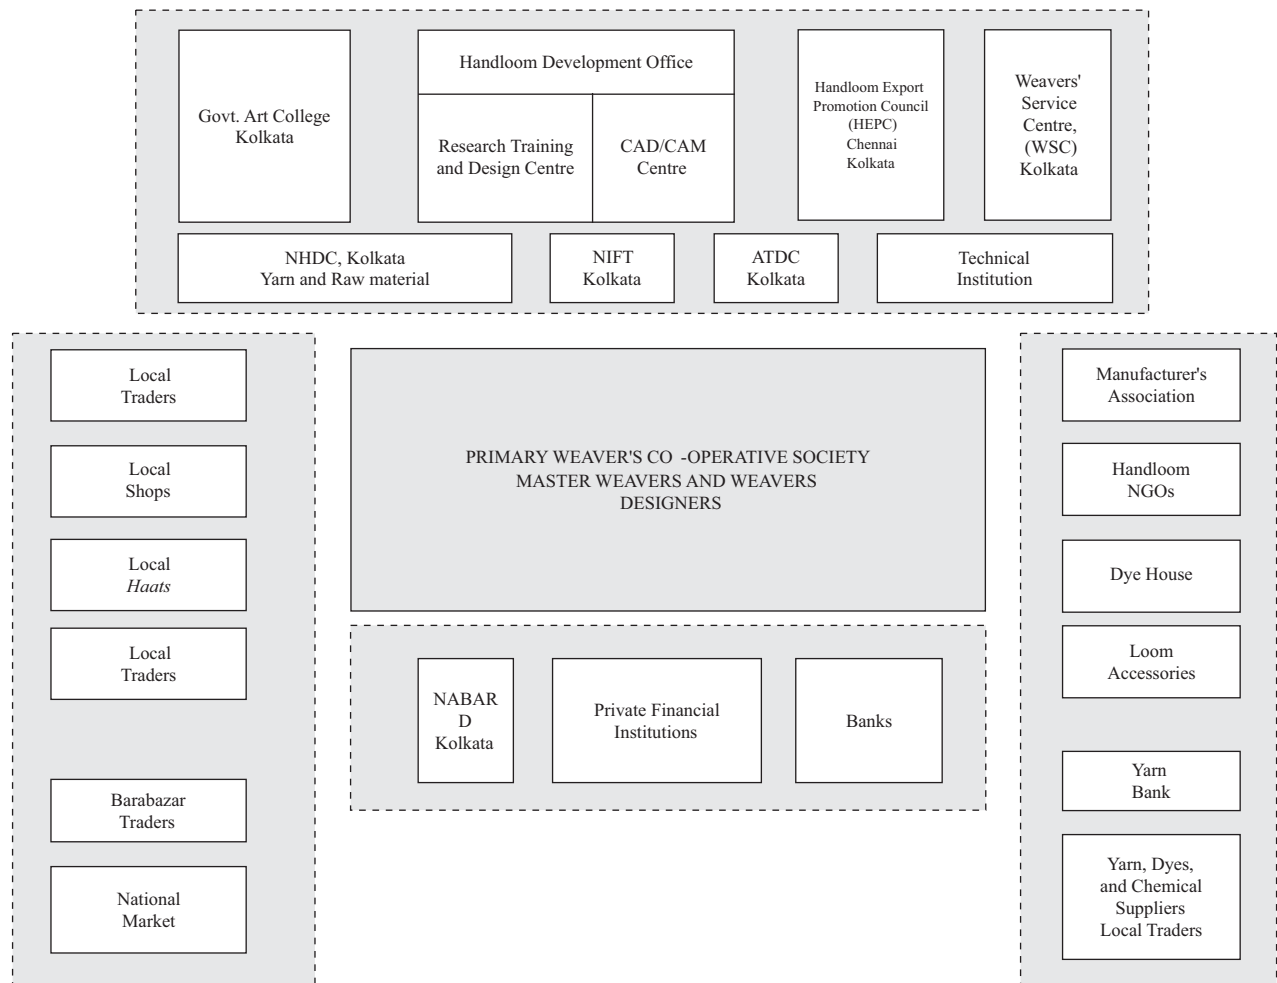 Govt. Art College
Kolkata
Handloom Development Office
Research Training
and Design Centre
CAD/CAM
Centre
Handloom Export
Promotion Council
(HEPC)
Chennai
Kolkata
Weavers'
Service
Centre,
(WSC)
Kolkata
NHDC, Kolkata
Yarn and Raw material
NIFT
Kolkata
ATDC
Kolkata
Technical
Institution
Local
Traders
Local
Shops
Local
Haats
Local
Traders
Barabazar
Traders
National
Market
PRIMARY WEAVER'S CO -OPERATIVE SOCIETY
MASTER WEAVERS AND WEAVERS
DESIGNERS
NABAR
D
Kolkata
Private Financial
Institutions
Banks
Manufacturer's
Association
Handloom
NGOs
Dye House
Loom
Accessories
Yarn
Bank
Yarn, Dyes,
and Chemical
Suppliers
Local Traders